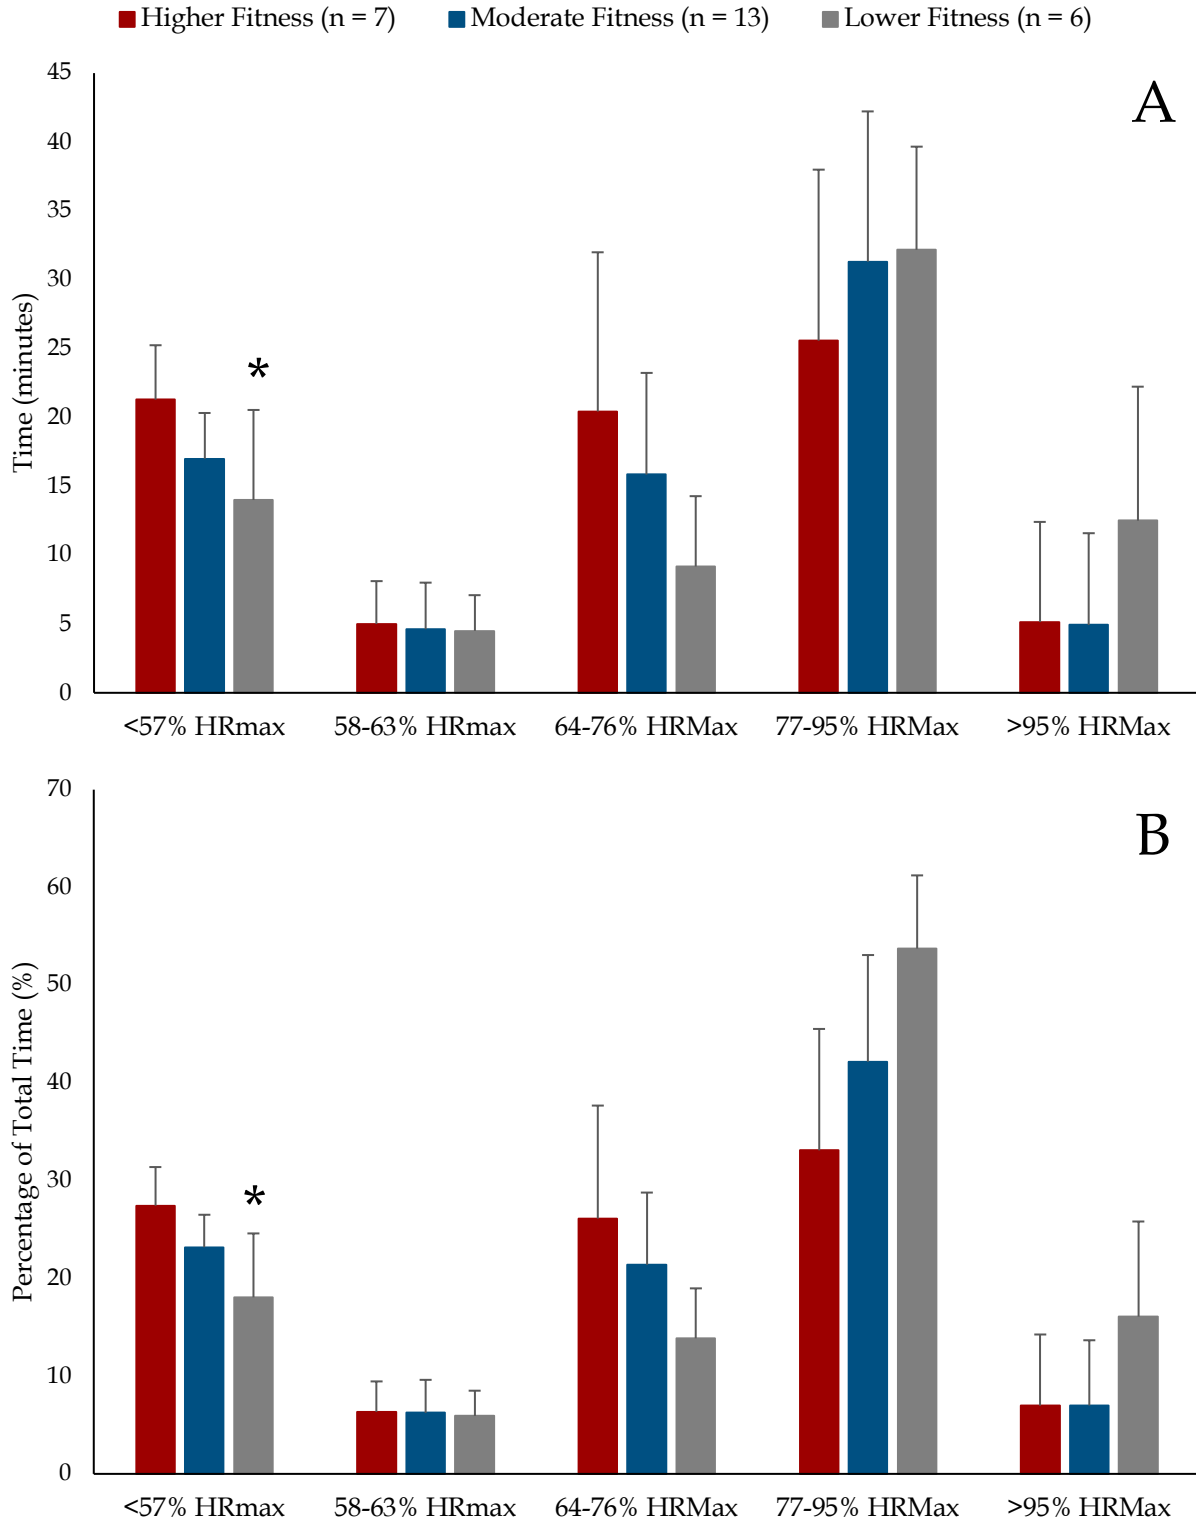 Higher Fitness (n = 7) Moderate Fitness (n = 13) Lower Fitness (n = 6)
A
45
40
35
30
25
20
15
10
5
0
Time (minutes)
*
<57% HRmax 58-63% HRmax 64-76% HRMax 77-95% HRMax >95% HRMax
B
70
60
50
40
30
20
10
0
Percentage of Total Time (%)
*
<57% HRmax 58-63% HRmax 64-76% HRMax 77-95% HRMax >95% HRMax